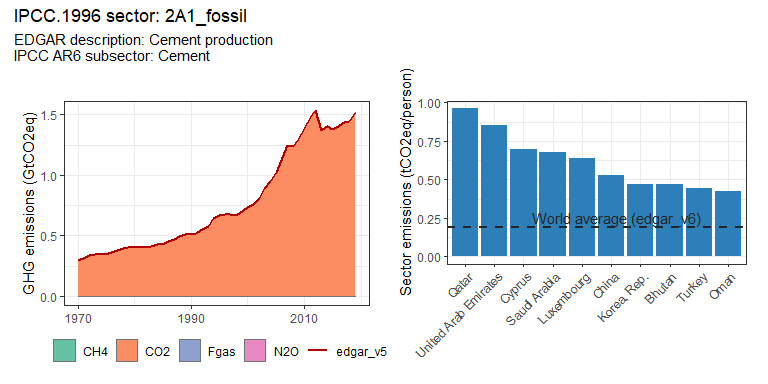 IPCC.1996 sector: 2A1_fossil
EDGAR description: Cement production
IPCC AR6 subsector: Cement
GHG emissions (GtCO2eq)
1.5
1.0
0.5
0.0
1970
1990
2010
CH4
CO2
Fgas
N2O
edgar_v5
Sector emissions (tCO2eq/person)
1.00
0.75
0.50
0.25
0.00
World average (edgar_v6)
Qatar
United Arab Emirates
Cyprus
Saudi Arabia
Luxembourg
China
Korea, Rep.
Bhutan
Turkey
Oman